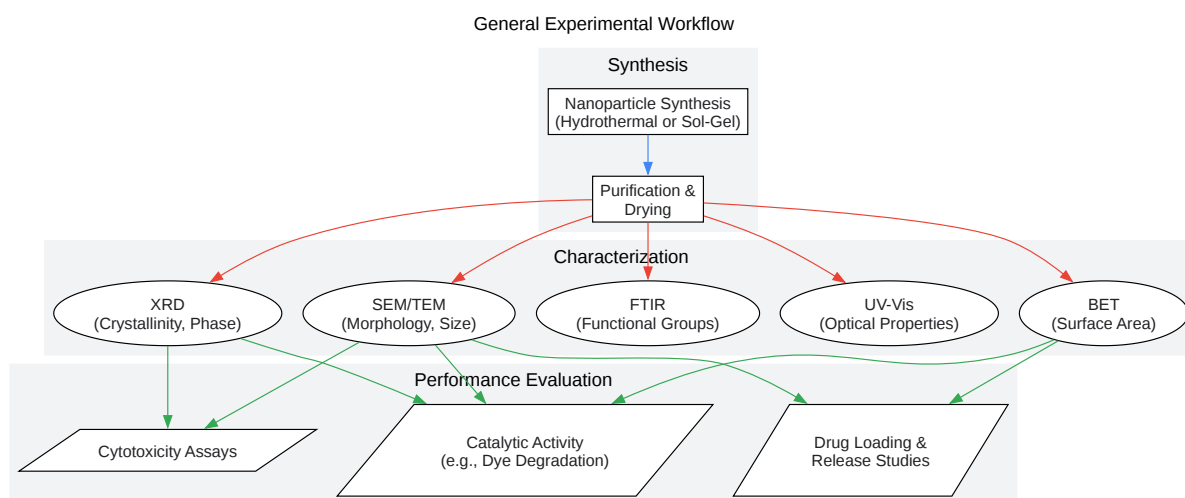 General Experimental Workflow
Synthesis
Nanoparticle Synthesis
(Hydrothermal or Sol-Gel)
Purification &
Drying
Characterization
XRD
(Crystallinity, Phase)
SEM/TEM
(Morphology, Size)
FTIR
(Functional Groups)
UV-Vis
(Optical Properties)
BET
(Surface Area)
Performance Evaluation
Cytotoxicity Assays
Catalytic Activity
(e.g., Dye Degradation)
Drug Loading &
Release Studies